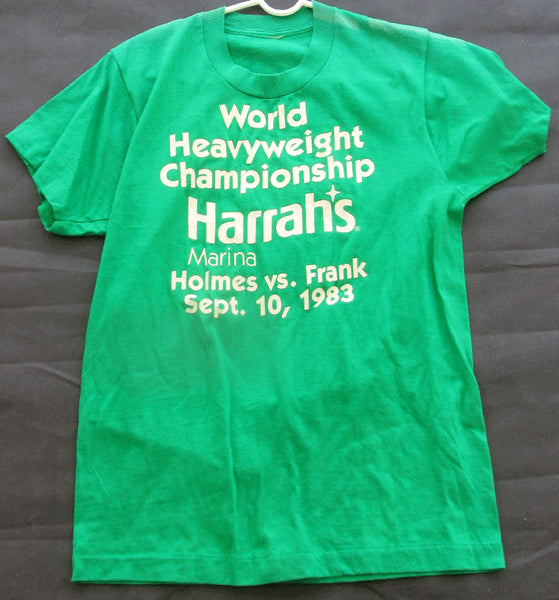 World
Heavyweight
Championship
Harrah's®
Marina
Holmes vs. Frank
Sept. 10, 1983